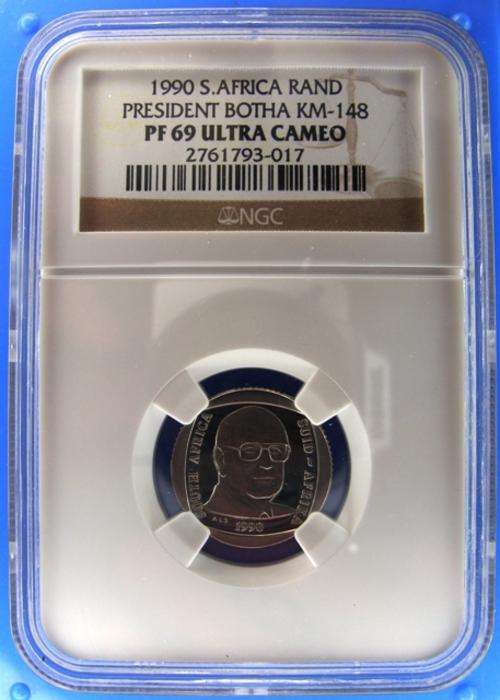 1990 S.AFRICA RAND
PRESIDENT BOTHA KM-148
PF 69 ULTRA CAMEO
2761793-017
NGC
SOUTH AFRICA
SUID-AFRIKA
ALS
1990